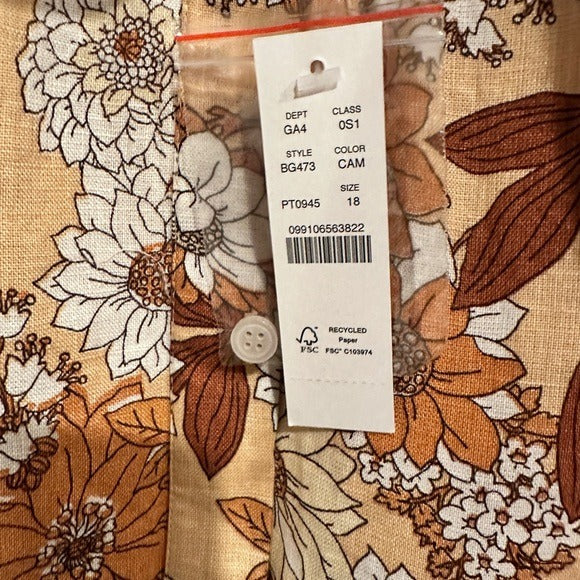 DEPT CLASS
GA4 0S1
STYLE COLOR
BG473 CAM
SIZE
PT0945 18
099106563822
RECYCLED
Paper
FSC FSC® C103974